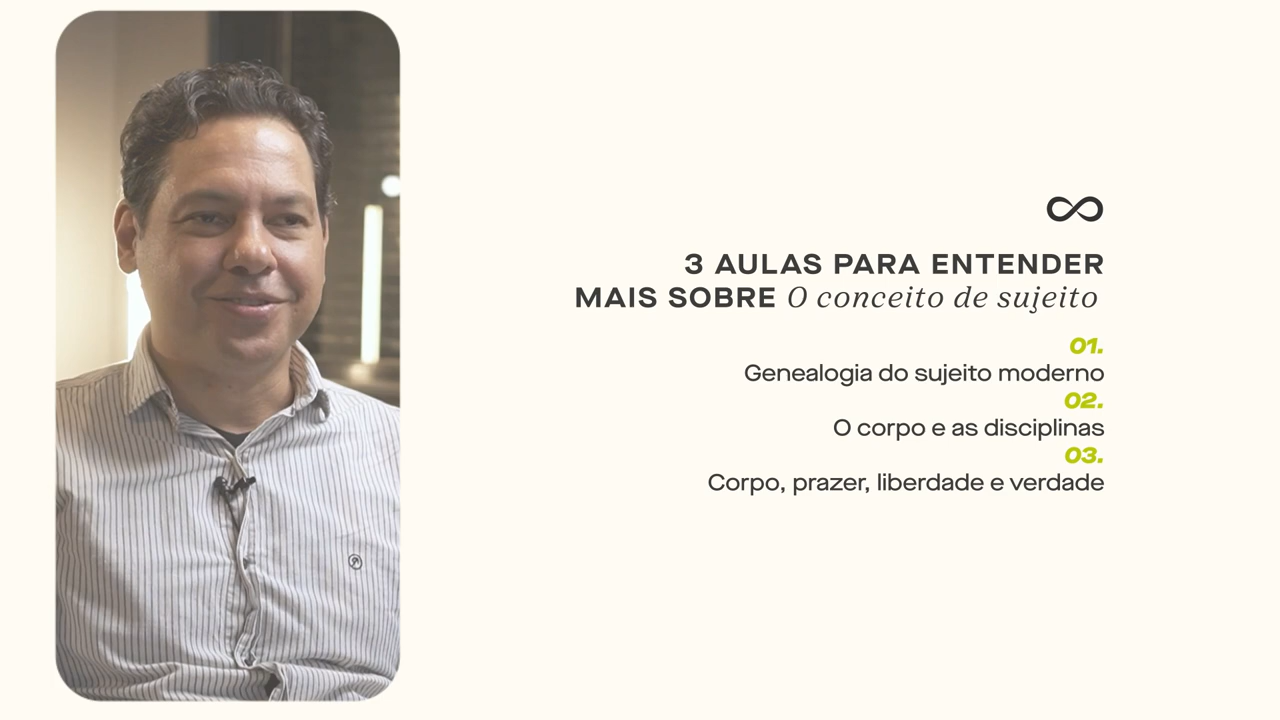 3 AULAS PARA ENTENDER
MAIS SOBRE O conceito de sujeito
01.
Genealogia do sujeito moderno
02.
O corpo e as disciplinas
03.
Corpo, prazer, liberdade e verdade